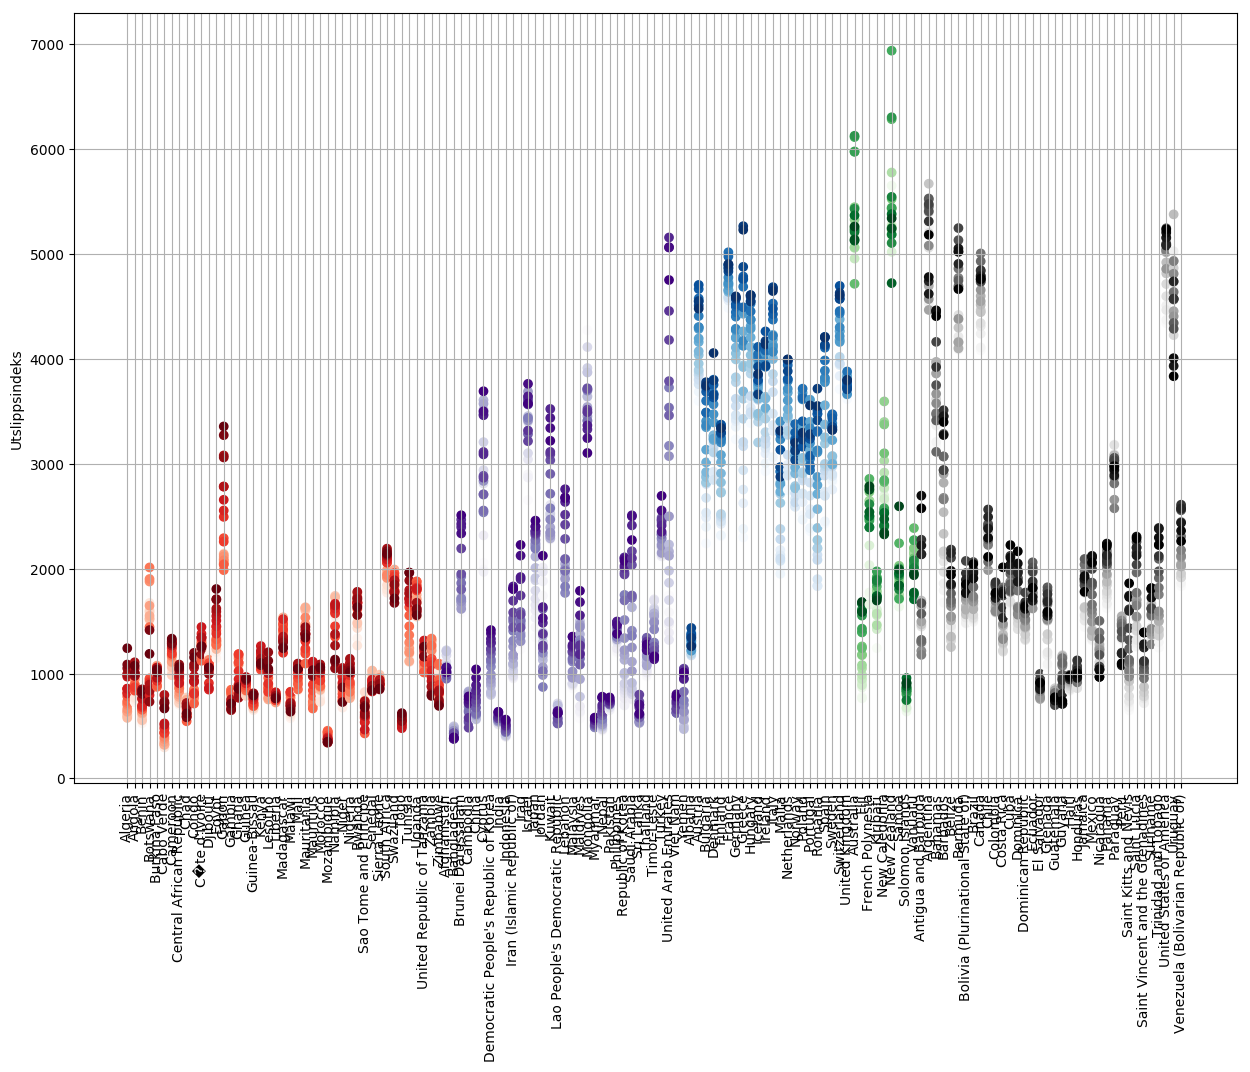 7000
6000
5000
4000
3000
2000
1000
0
Utslippsindeks
Algeria
Angola
Benin
Botswana
Burkina Faso
Cabo Verde
Cameroon
Central African Republic
Chad
Congo
C�te d'Ivoire
Djibouti
Egypt
Gabon
Gambia
Ghana
Guinea
Guinea-Bissau
Kenya
Lesotho
Liberia
Madagascar
Malawi
Mali
Mauritania
Mauritius
Morocco
Mozambique
Namibia
Niger
Nigeria
Rwanda
Sao Tome and Principe
Senegal
Sierra Leone
South Africa
Swaziland
Togo
Tunisia
Uganda
United Republic of Tanzania
Zambia
Zimbabwe
Afghanistan
Bangladesh
Brunei Darussalam
Cambodia
China
Cyprus
Democratic People's Republic of Korea
India
Indonesia
Iran (Islamic Republic of)
Iraq
Israel
Japan
Jordan
Kuwait
Lao People's Democratic Republic
Lebanon
Malaysia
Maldives
Mongolia
Myanmar
Nepal
Pakistan
Philippines
Republic of Korea
Saudi Arabia
Sri Lanka
Thailand
Timor-Leste
Turkey
United Arab Emirates
Viet Nam
Yemen
Albania
Austria
Bulgaria
Denmark
Finland
France
Germany
Greece
Hungary
Iceland
Ireland
Italy
Malta
Netherlands
Norway
Poland
Portugal
Romania
Spain
Sweden
Switzerland
United Kingdom
Australia
Fiji
French Polynesia
Kiribati
New Caledonia
New Zealand
Solomon Islands
Vanuatu
Antigua and Barbuda
Argentina
Bahamas
Barbados
Belize
Bermuda
Bolivia (Plurinational State of)
Brazil
Canada
Chile
Colombia
Costa Rica
Cuba
Dominica
Dominican Republic
Ecuador
El Salvador
Grenada
Guatemala
Guyana
Haiti
Honduras
Jamaica
Mexico
Nicaragua
Panama
Paraguay
Peru
Saint Kitts and Nevis
Saint Lucia
Saint Vincent and the Grenadines
Suriname
Trinidad and Tobago
United States of America
Uruguay
Venezuela (Bolivarian Republic of)